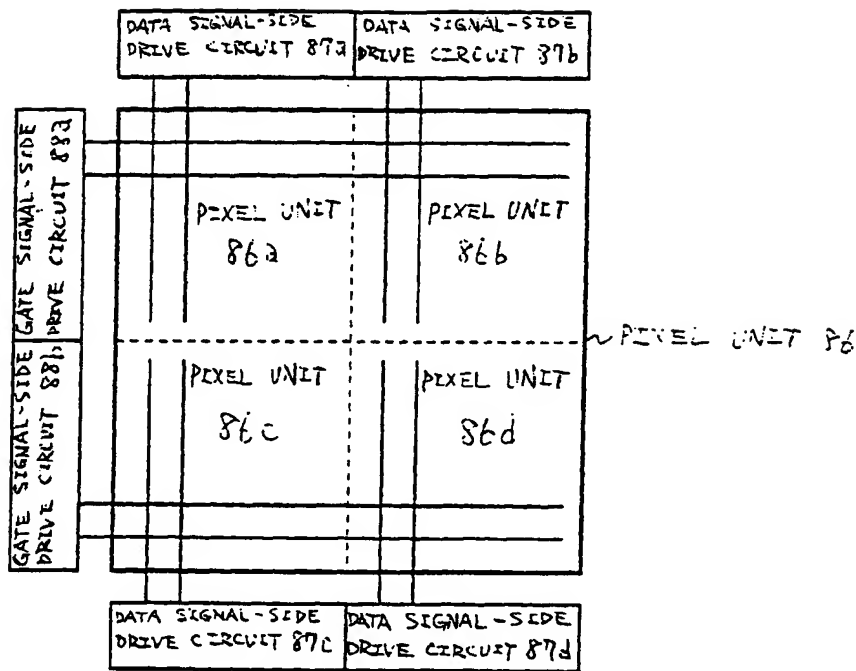 DATA SIGNAL-SIDE
DRIVE CIRCUIT 87a
DATA SIGNAL-SIDE
DRIVE CIRCUIT 87b
GATE SIGNAL-SIDE
DRIVE CIRCUIT 88a
GATE SIGNAL-SIDE
DRIVE CIRCUIT 88b
PIXEL UNIT
86a
PIXEL UNIT
86b
PIXEL UNIT 86
PIXEL UNIT
86c
PIXEL UNIT
86d
DATA SIGNAL-SIDE
DRIVE CIRCUIT 87c
DATA SIGNAL-SIDE
DRIVE CIRCUIT 87d